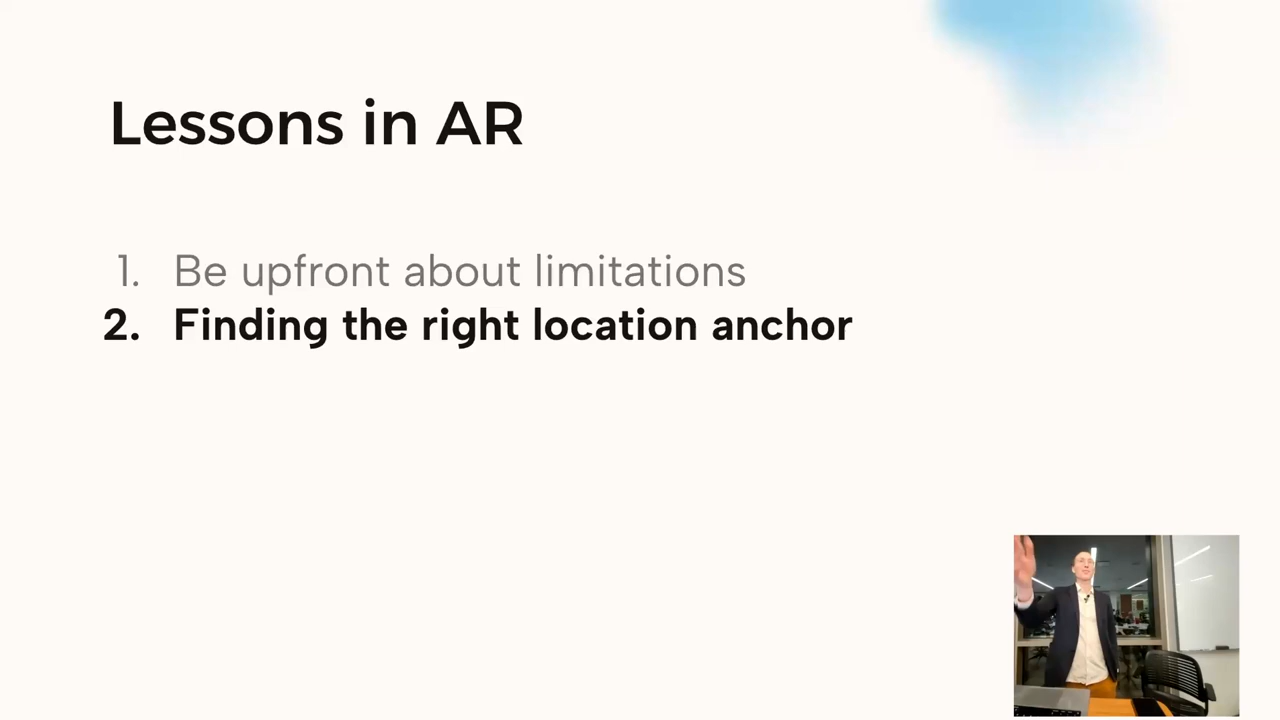 Lessons in AR
1. Be upfront about limitations
2. Finding the right location anchor